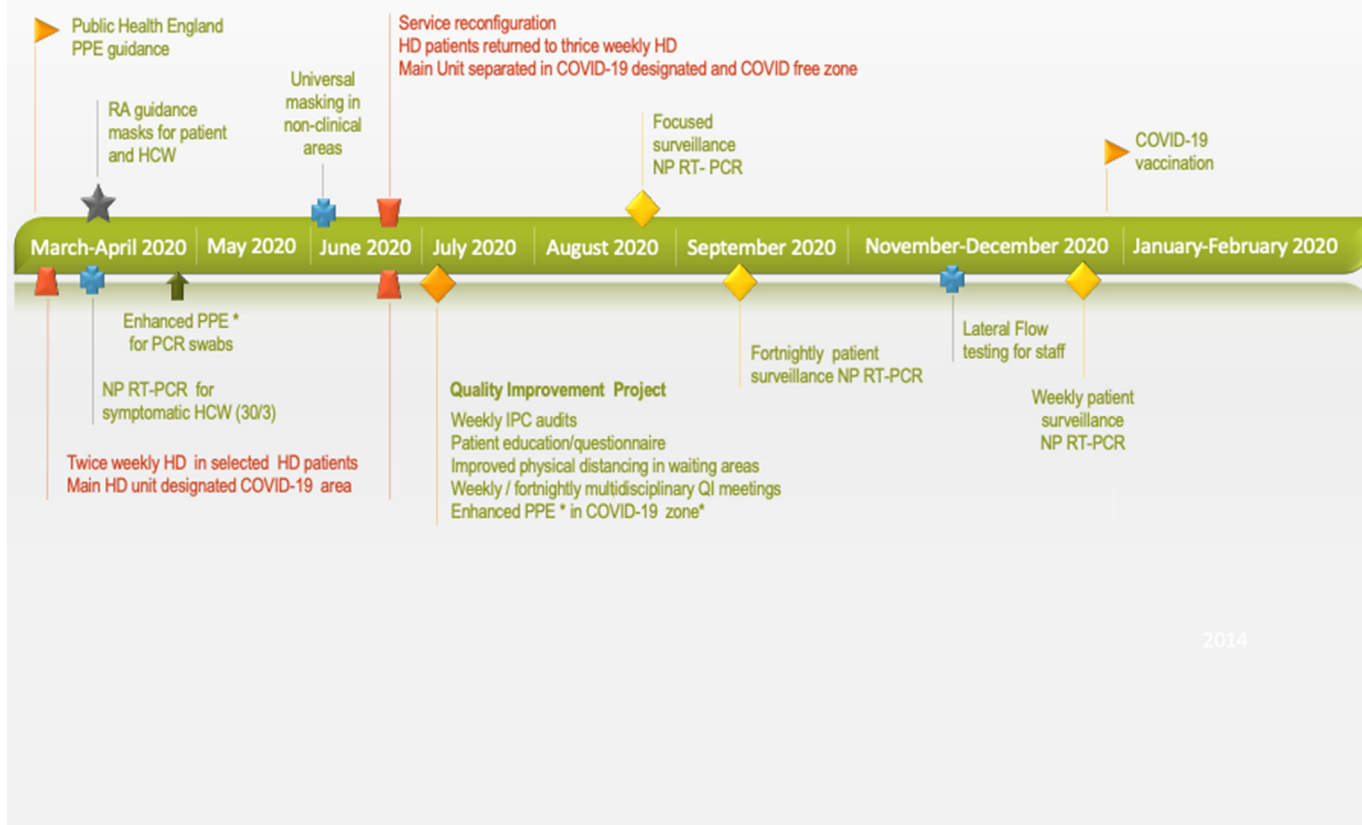 Public Health England
PPE guidance
RA guidance
masks for patient
and HCW
Universal
masking in
non-clinical
areas
Service reconfiguration
HD patients returned to thrice weekly HD
Main Unit separated in COVID-19 designated and COVID free zone
Focused
surveillance
NP RT- PCR
COVID-19
vaccination
March-April 2020
May 2020
June 2020
July 2020
August 2020
September 2020
November-December 2020
January-February 2020
Enhanced PPE *
for PCR swabs
NP RT-PCR for
symptomatic HCW (30/3)
Twice weekly HD in selected HD patients
Main HD unit designated COVID-19 area
Quality Improvement Project
Weekly IPC audits
Patient education/questionnaire
Improved physical distancing in waiting areas
Weekly / fortnightly multidisciplinary QI meetings
Enhanced PPE * in COVID-19 zone*
Fortnightly patient
surveillance NP RT-PCR
Lateral Flow
testing for staff
Weekly patient
surveillance
NP RT-PCR
2014